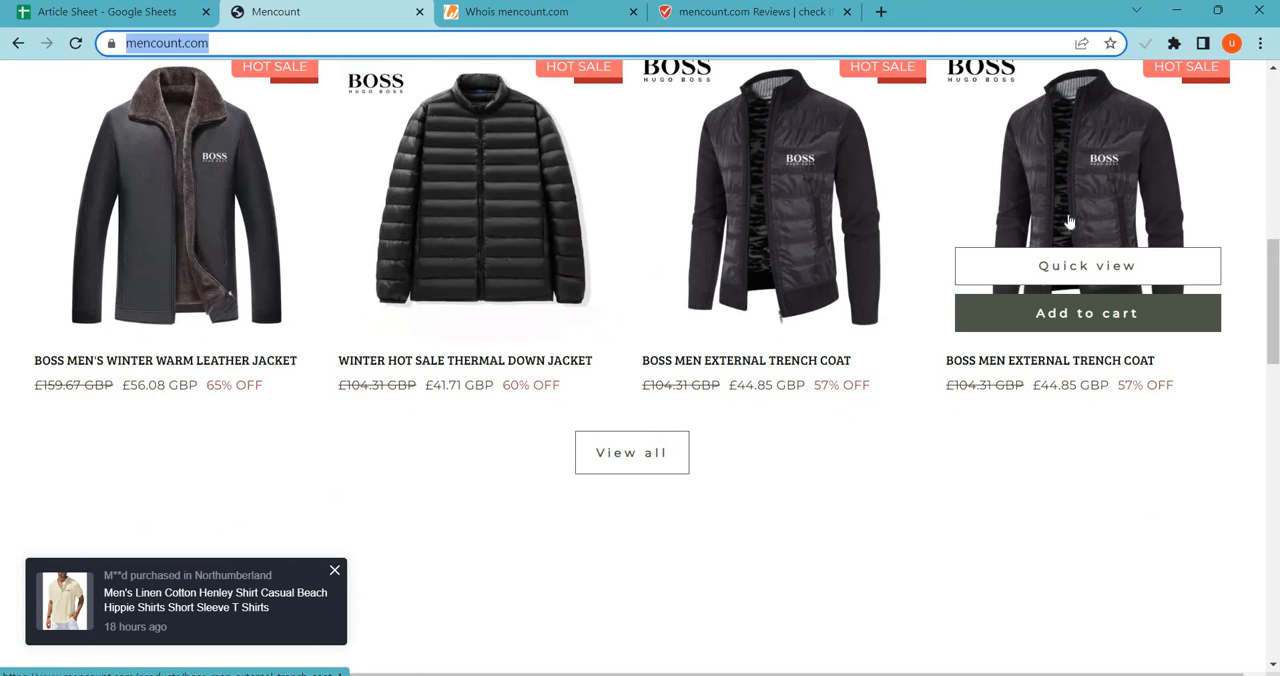 Article Sheet - Google Sheets
Mencount
Whois mencount.com
mencount.com Reviews | check i
mencount.com
u
HOT SALE
BOSS
HUGO BOSS
HOT SALE
BOSS
HUGO BOSS
HOT SALE
BOSS
HUGO BOSS
HOT SALE
BOSS
BOSS
BOSS
Quick view
Add to cart
BOSS MEN'S WINTER WARM LEATHER JACKET
WINTER HOT SALE THERMAL DOWN JACKET
BOSS MEN EXTERNAL TRENCH COAT
BOSS MEN EXTERNAL TRENCH COAT
£159.67 GBP £56.08 GBP 65% OFF
£104.31 GBP £41.71 GBP 60% OFF
£104.31 GBP £44.85 GBP 57% OFF
£104.31 GBP £44.85 GBP 57% OFF
View all
M**d purchased in Northumberland
Men's Linen Cotton Henley Shirt Casual Beach
Hippie Shirts Short Sleeve T Shirts
18 hours ago